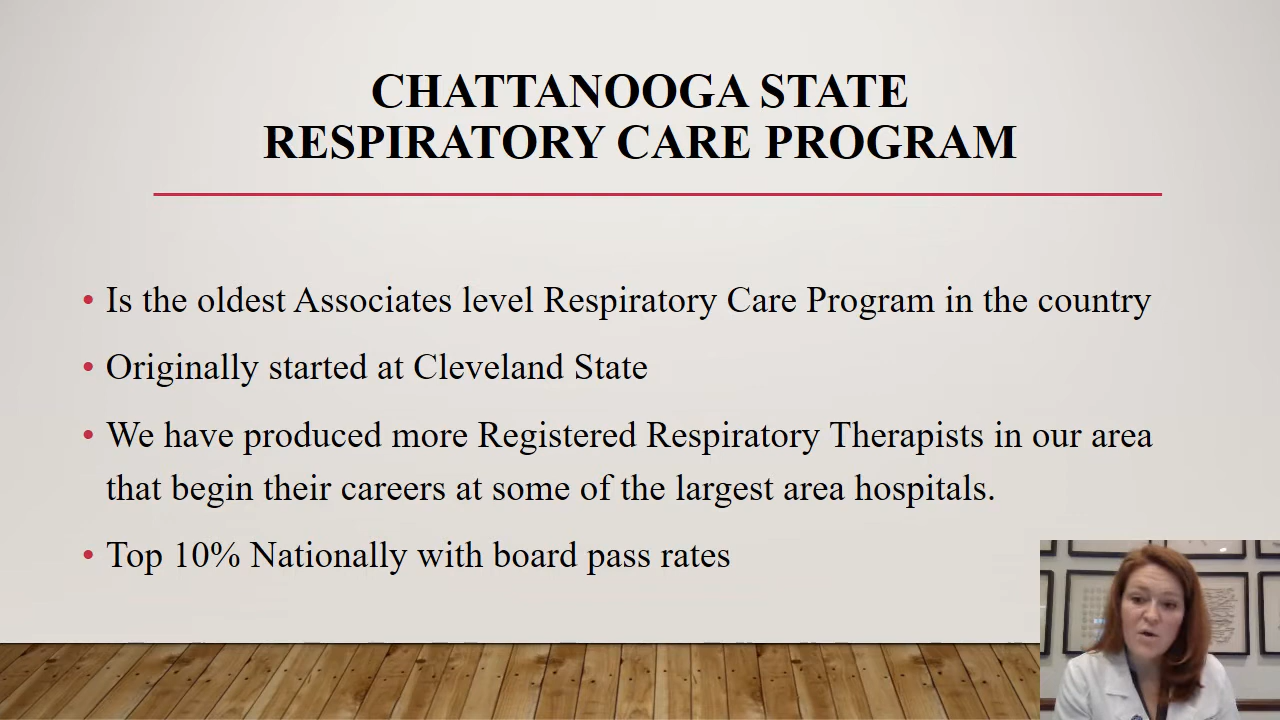 CHATTANOOGA STATE
RESPIRATORY CARE PROGRAM
• Is the oldest Associates level Respiratory Care Program in the country
• Originally started at Cleveland State
• We have produced more Registered Respiratory Therapists in our area
that begin their careers at some of the largest area hospitals.
• Top 10% Nationally with board pass rates